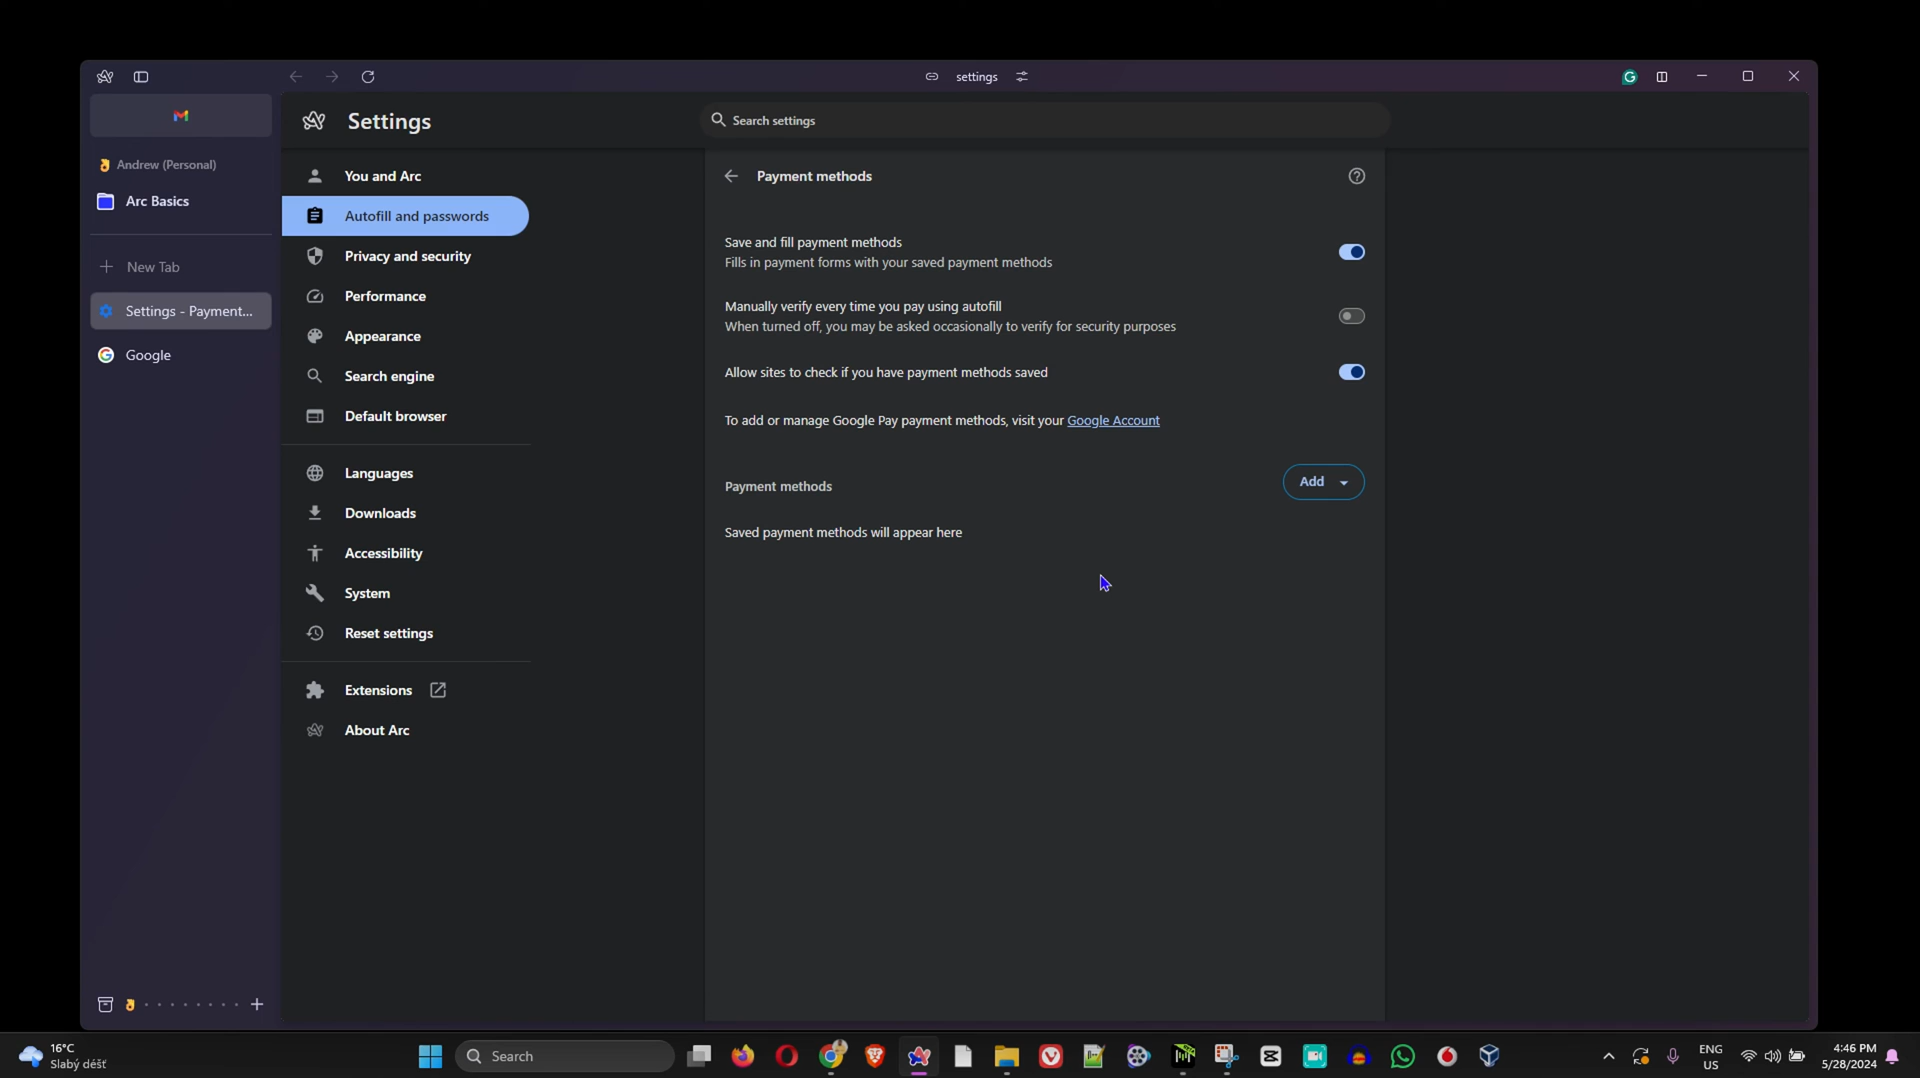 settings
Andrew (Personal)
Arc Basics
New Tab
Settings - Payment...
Google
Settings
Search settings
You and Arc
Autofill and passwords
Privacy and security
Performance
Appearance
Search engine
Default browser
Languages
Downloads
Accessibility
System
Reset settings
Extensions
About Arc
Payment methods
Save and fill payment methods
Fills in payment forms with your saved payment methods
Manually verify every time you pay using autofill
When turned off, you may be asked occasionally to verify for security purposes
Allow sites to check if you have payment methods saved
To add or manage Google Pay payment methods, visit your Google Account
Payment methods
Add
Saved payment methods will appear here
16°C
Slabý déšť
Search
ENG
US
4:46 PM
5/28/2024